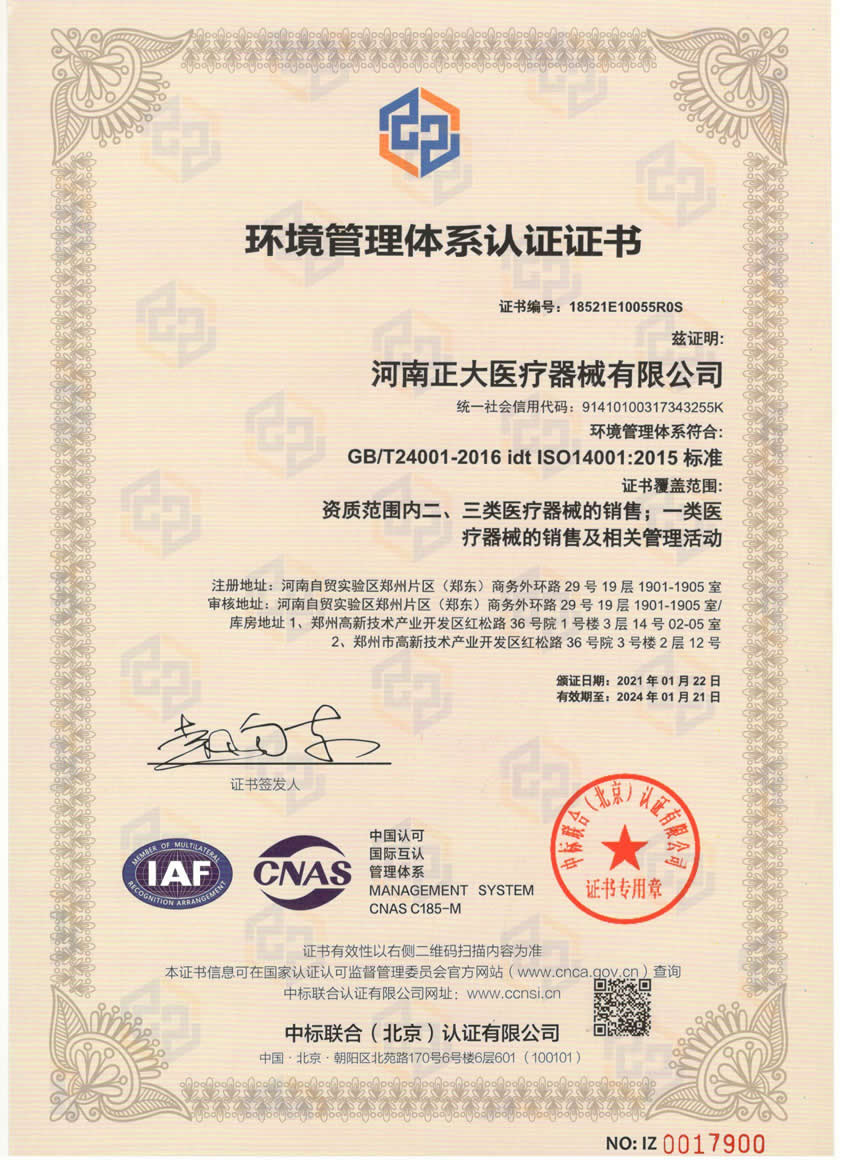 环境管理体系认证证书
证书编号：18521E10055R0S
兹证明:
河南正大医疗器械有限公司
统一社会信用代码：91410100317343255K
环境管理体系符合:
GB/T24001-2016 idt ISO14001:2015 标准
证书覆盖范围:
资质范围内二、三类医疗器械的销售；一类医
疗器械的销售及相关管理活动
注册地址：河南自贸实验区郑州片区（郑东）商务外环路 29 号 19 层 1901-1905 室
审核地址：河南自贸实验区郑州片区（郑东）商务外环路 29 号 19 层 1901-1905 室/
库房地址 1、郑州高新技术产业开发区红松路 36 号院 1 号楼 3 层 14 号 02-05 室
2、郑州市高新技术产业开发区红松路 36 号院 3 号楼 2 层 12 号
颁证日期：2021 年 01 月 22 日
有效期至：2024 年 01 月 21 日
证书签发人
MEMBER OF MULTILATERAL
IAF
RECOGNITION ARRANGEMENT
CNAS
中国认可
国际互认
管理体系
MANAGEMENT SYSTEM
CNAS C185-M
中标联合（北京）认证有限公司
证书专用章
证书有效性以右侧二维码扫描内容为准
本证书信息可在国家认证认可监督管理委员会官方网站（www.cnca.gov.cn）查询
中标联合认证有限公司网址：www.ccnsi.cn
中标联合（北京）认证有限公司
中国·北京·朝阳区北苑路170号6号楼6层601（100101）
NO: IZ 0017900